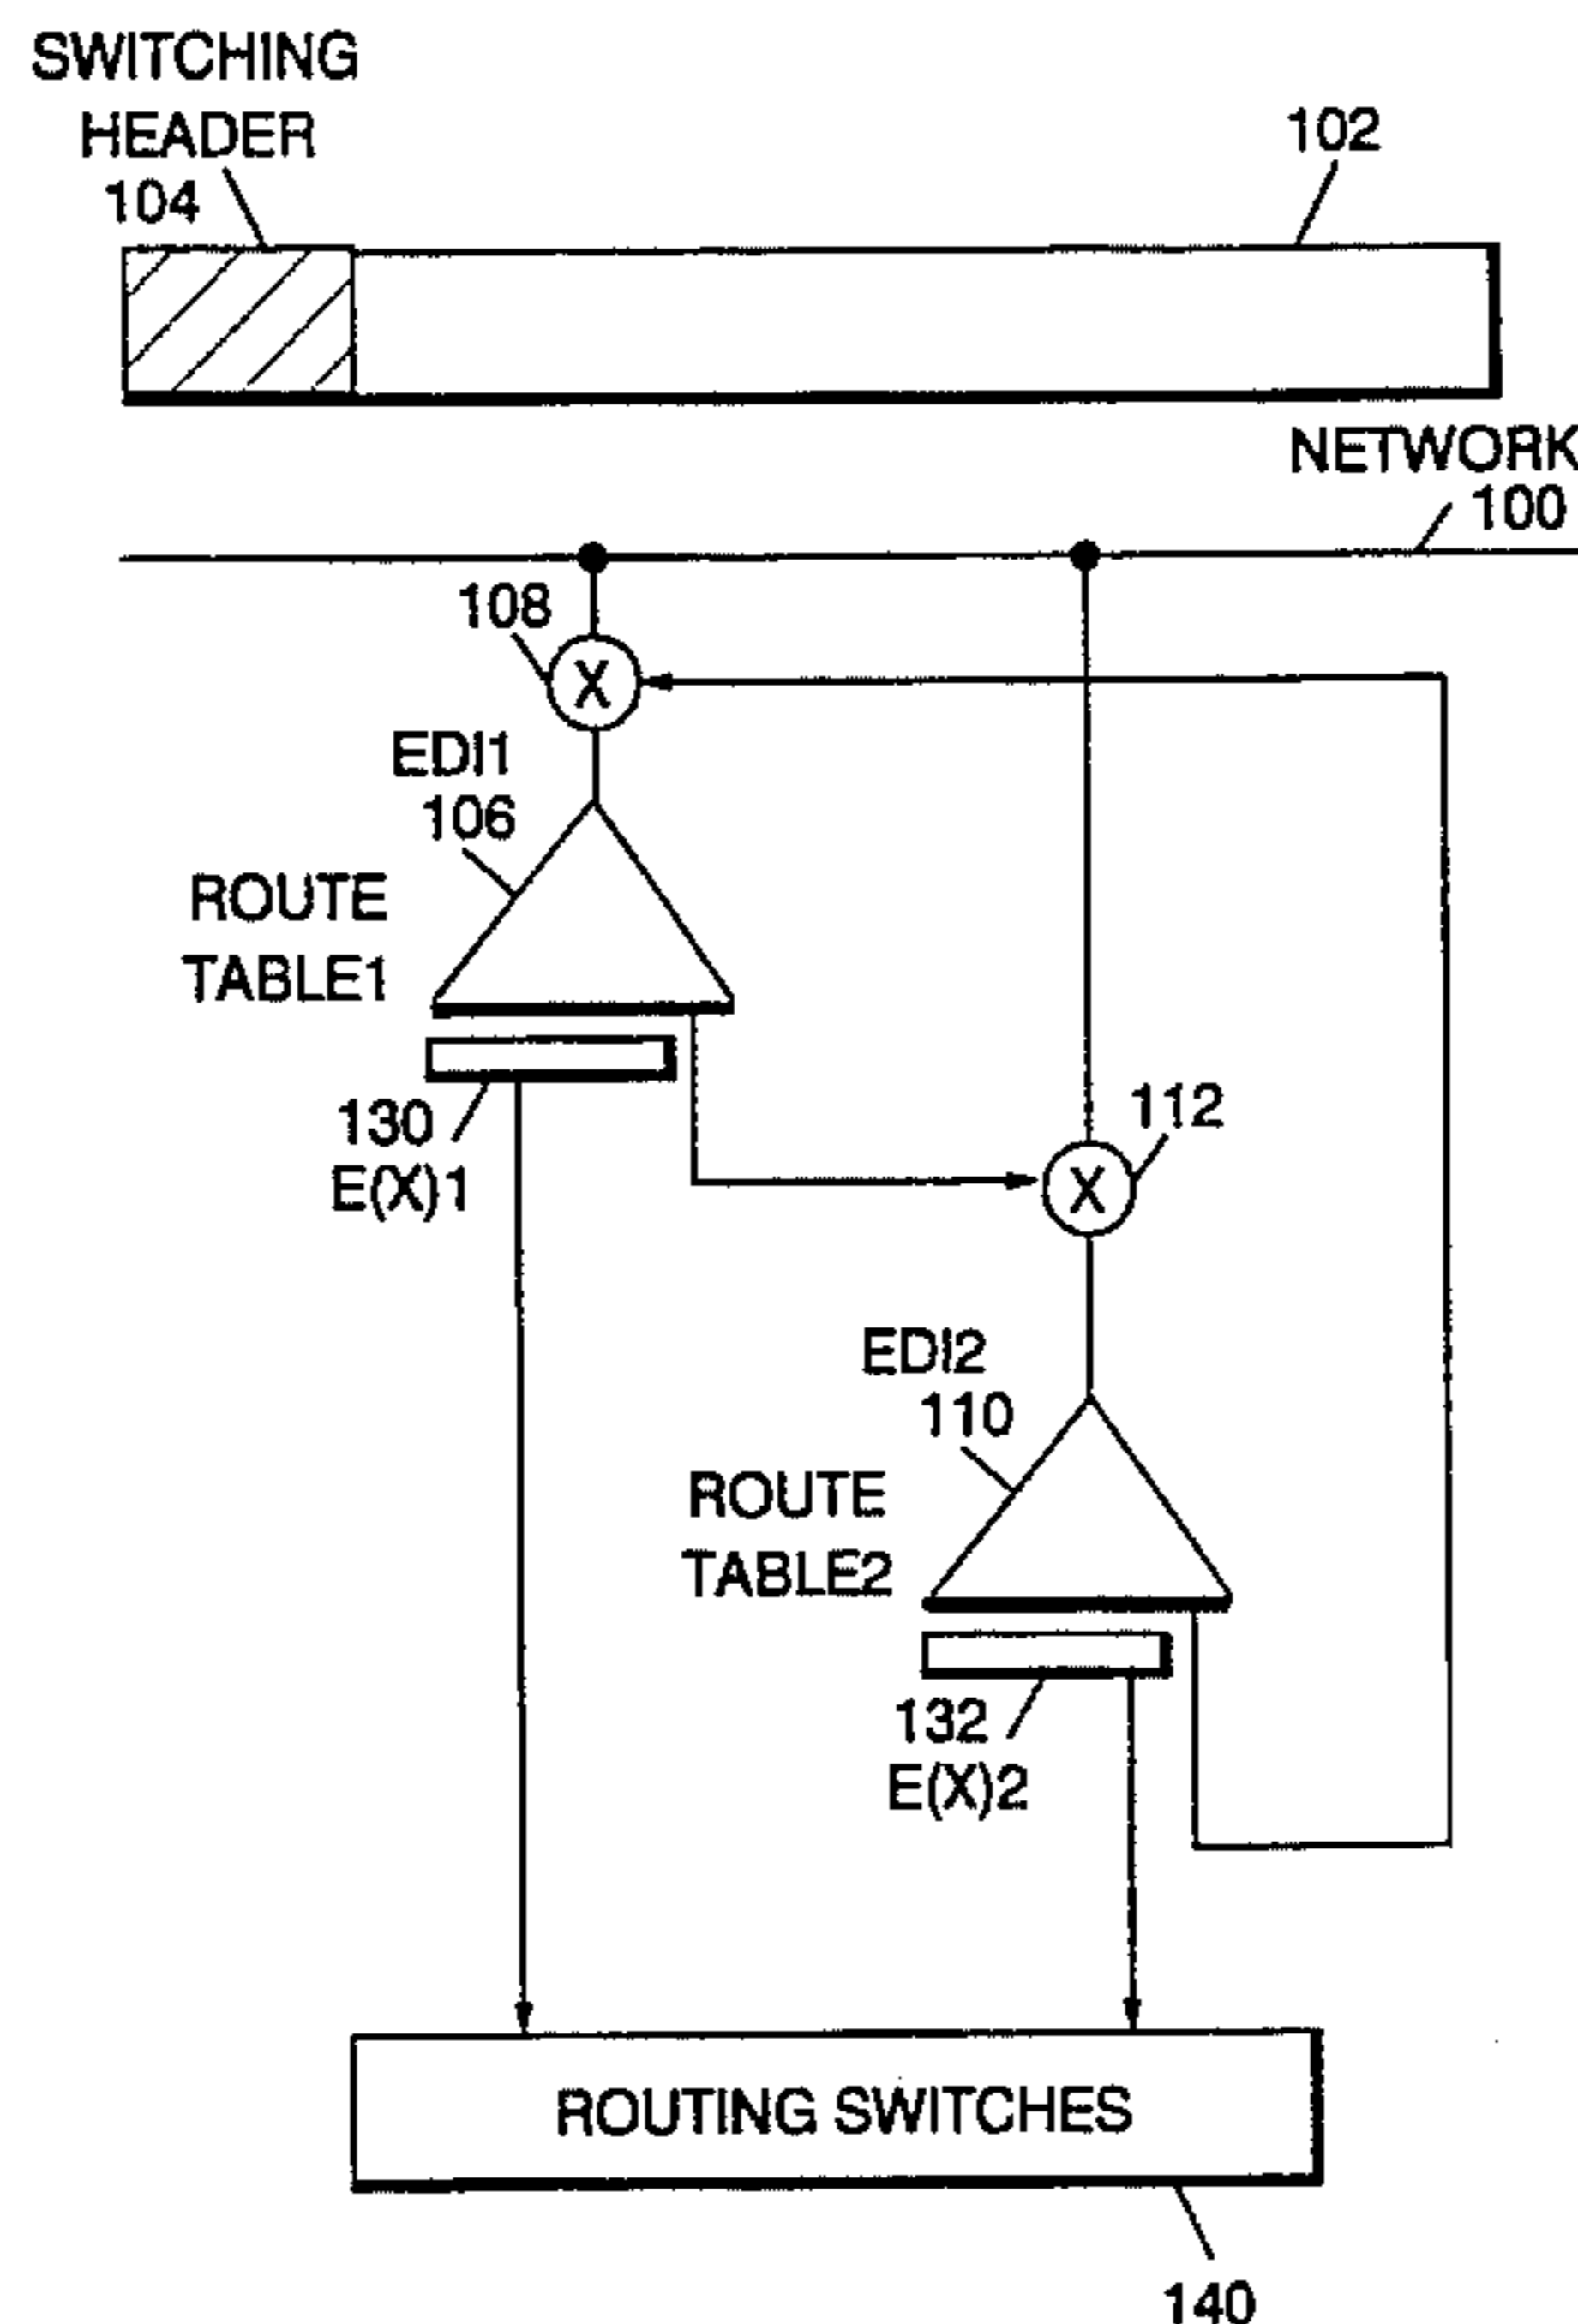 SWITCHING
HEADER
104
102
NETWORK
100
108
X
EDI1
106
ROUTE
TABLE1
130
E(X)1
112
X
EDI2
110
ROUTE
TABLE2
132
E(X)2
ROUTING SWITCHES
140